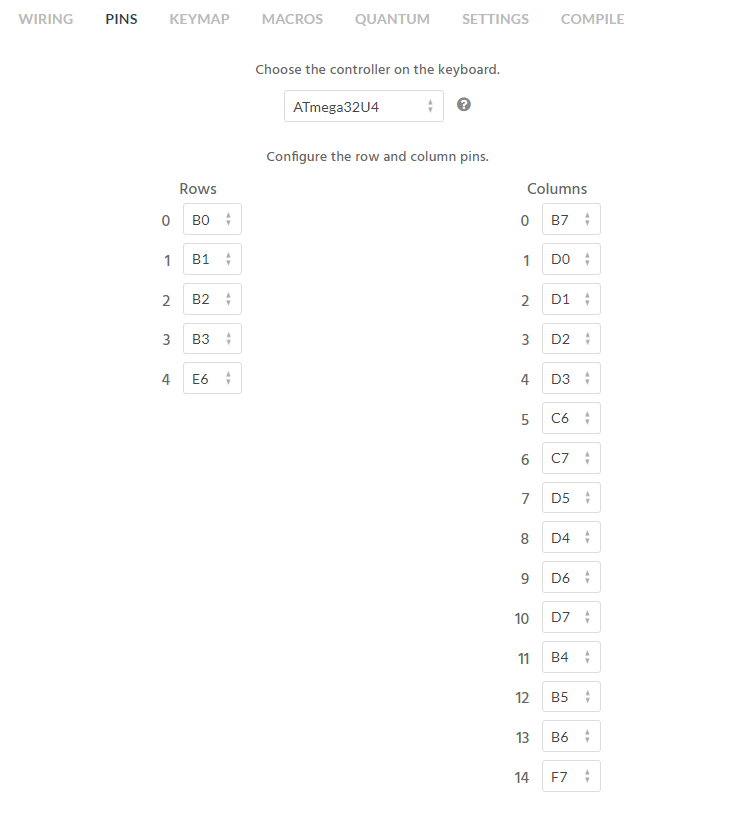 WIRING PINS KEYMAP MACROS QUANTUM SETTINGS COMPILE
Choose the controller on the keyboard.
ATmega32U4 ?
Configure the row and column pins.
Rows Columns
0 B0 0 B7
1 B1 1 D0
2 B2 2 D1
3 B3 3 D2
4 E6 4 D3
5 C6
6 C7
7 D5
8 D4
9 D6
10 D7
11 B4
12 B5
13 B6
14 F7